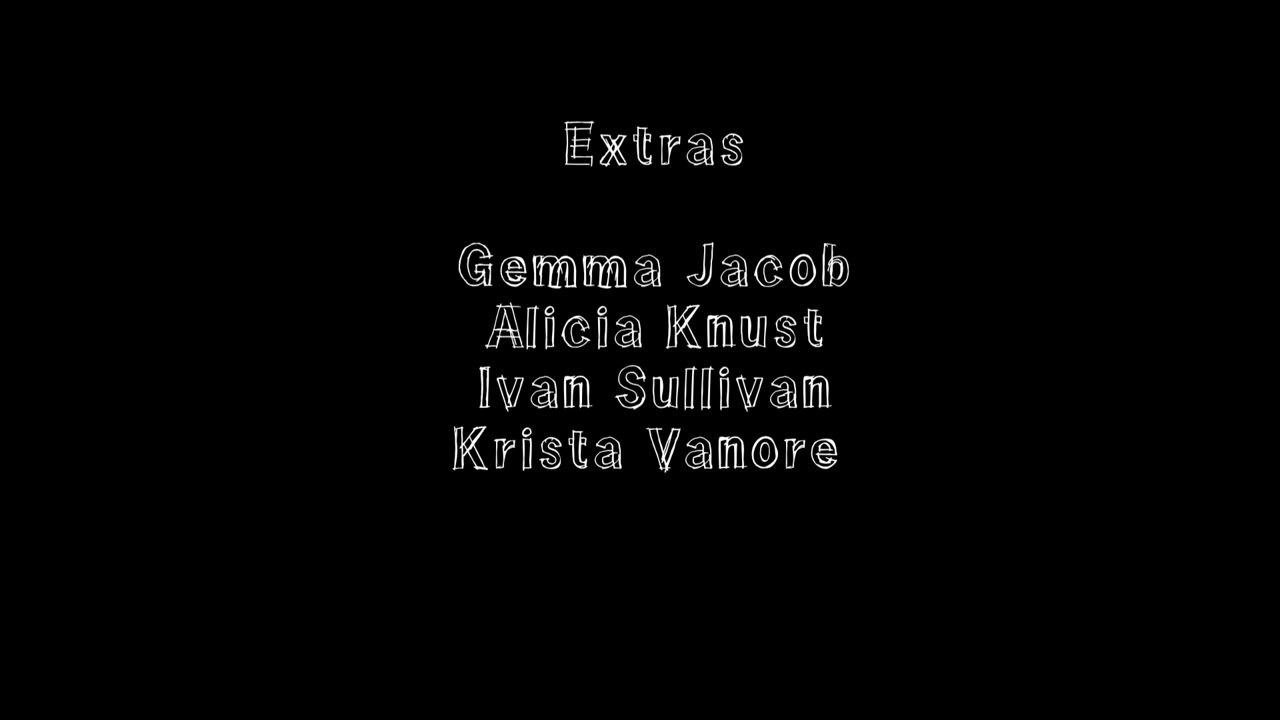 Extras
Gemma Jacob
Alicia Knust
Ivan Sullivan
Krista Vanore